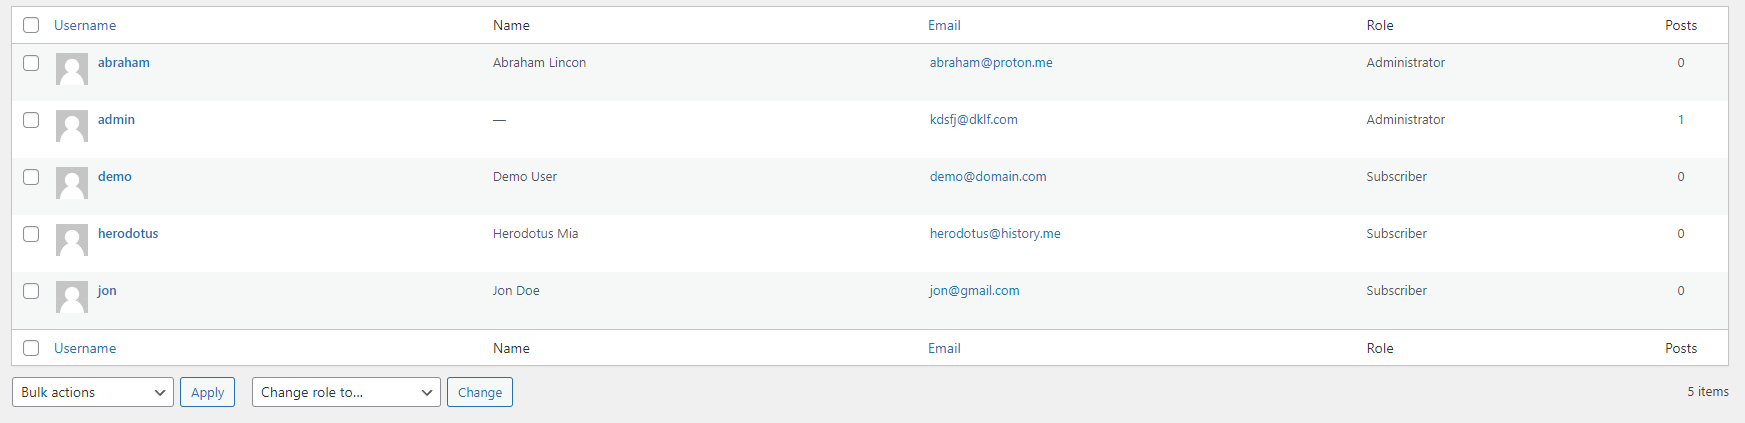 Username Name Email Role Posts
abraham Abraham Lincon abraham@proton.me Administrator 0
admin — kdsfj@dklf.com Administrator 1
demo Demo User demo@domain.com Subscriber 0
herodotus Herodotus Mia herodotus@history.me Subscriber 0
jon Jon Doe jon@gmail.com Subscriber 0
Username Name Email Role Posts
Bulk actions Apply Change role to... Change 5 items